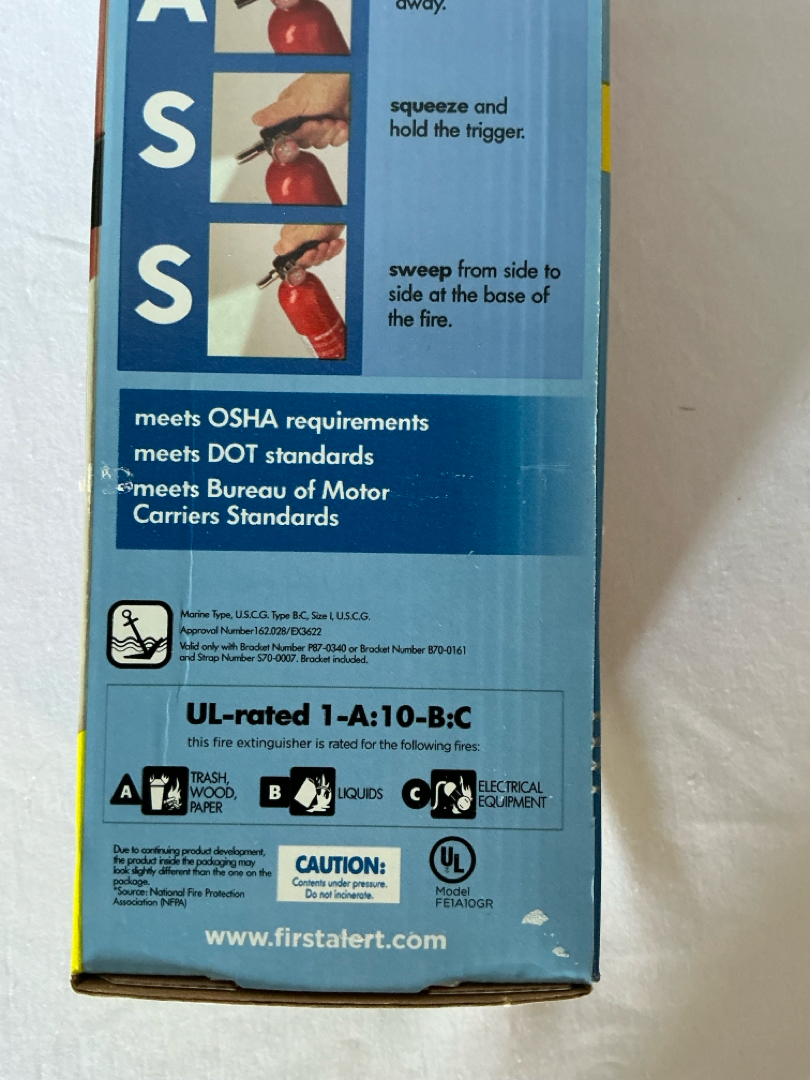 A
away.
S
squeeze and
hold the trigger.
S
sweep from side to
side at the base of
the fire.
meets OSHA requirements
meets DOT standards
meets Bureau of Motor
Carriers Standards
Marine Type, U.S.C.G. Type B:C, Size I, U.S.C.G.
Approval Number162.028/EX3622
Valid only with Bracket Number P87-0340 or Bracket Number B70-0161
and Strap Number S70-0007. Bracket included.
UL-rated 1-A:10-B:C
this fire extinguisher is rated for the following fires:
A TRASH,
WOOD,
PAPER
B LIQUIDS
C ELECTRICAL
EQUIPMENT
Due to continuing product development,
the product inside the packaging may
look slightly different than the one on the
package.
*Source: National Fire Protection
Association (NFPA)
CAUTION:
Contents under pressure.
Do not incinerate.
UL
Model
FE1A10GR
www.firstalert.com